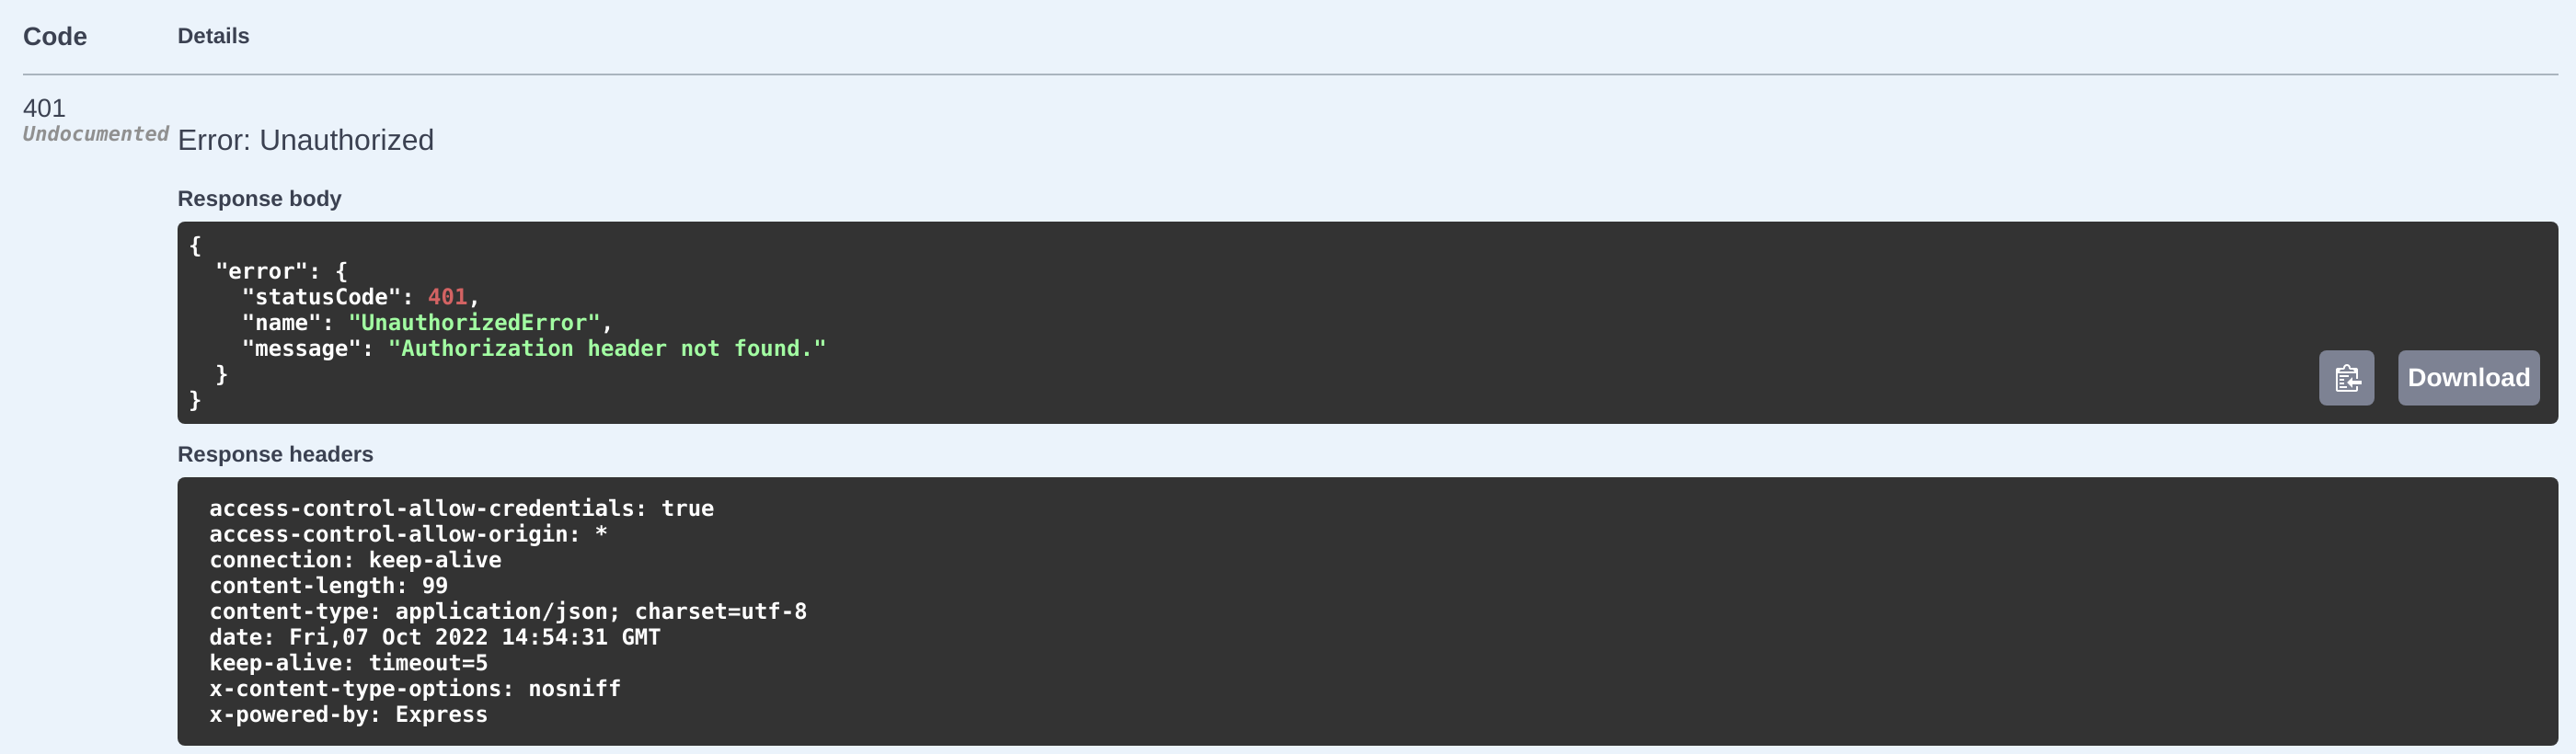 Code Details
401
Undocumented
Error: Unauthorized
Response body
{
  "error": {
    "statusCode": 401,
    "name": "UnauthorizedError",
    "message": "Authorization header not found."
  }
}
Download
Response headers
access-control-allow-credentials: true
access-control-allow-origin: *
connection: keep-alive
content-length: 99
content-type: application/json; charset=utf-8
date: Fri,07 Oct 2022 14:54:31 GMT
keep-alive: timeout=5
x-content-type-options: nosniff
x-powered-by: Express